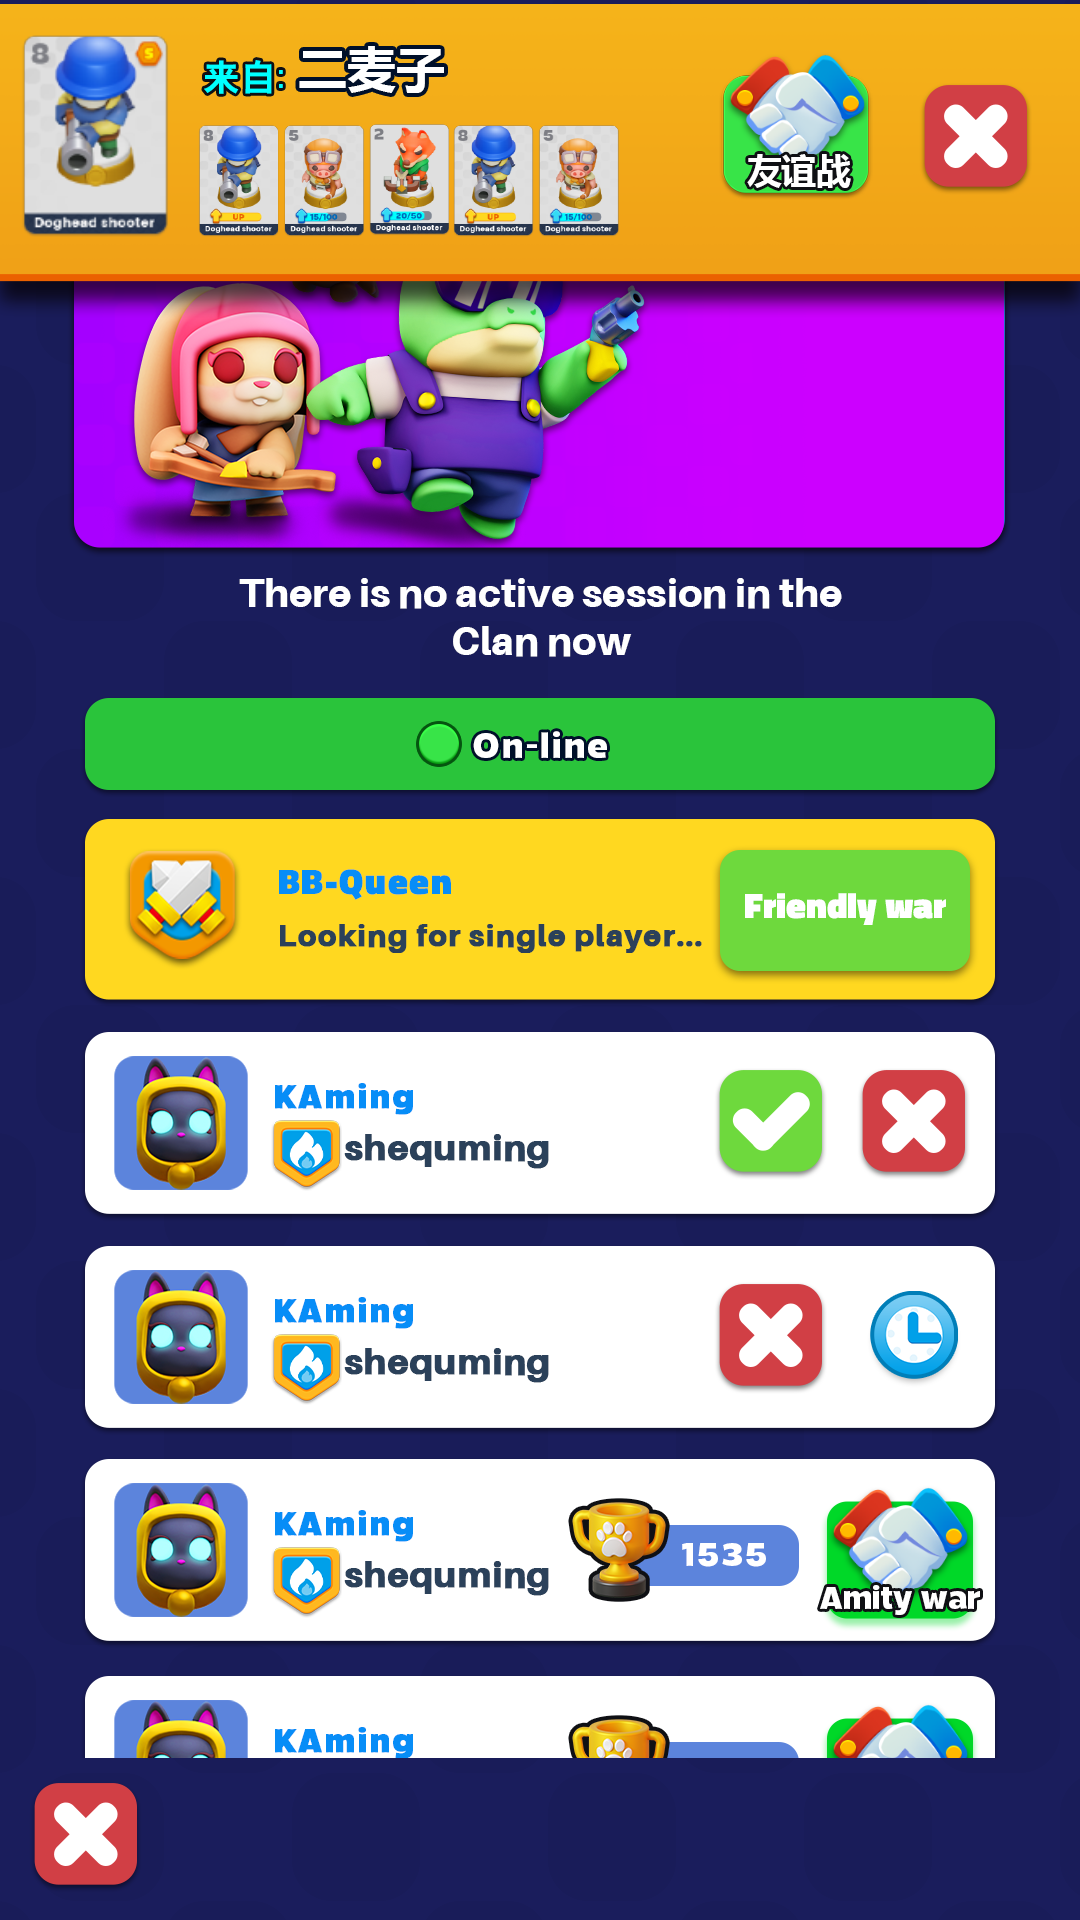 8
S
Doghead shooter
来自: 二麦子
8
UP
Doghead shooter
5
15/100
Doghead shooter
2
20/50
Doghead shooter
8
UP
Doghead shooter
5
15/100
Doghead shooter
友谊战
There is no active session in the
Clan now
On-line
BB-Queen
Looking for single player...
Friendly war
KAming
shequming
KAming
shequming
KAming
shequming
1535
Amity war
KAming